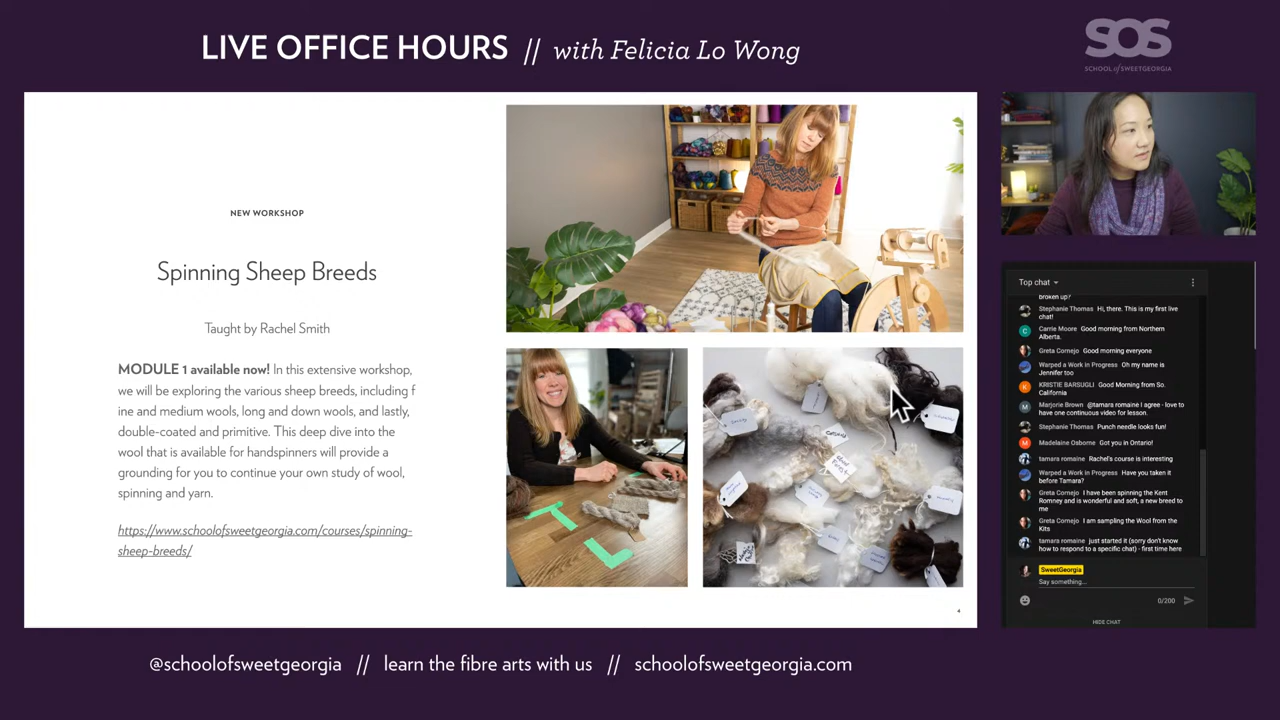 LIVE OFFICE HOURS // with Felicia Lo Wong
SOS
SCHOOL of SWEETGEORGIA
NEW WORKSHOP
Spinning Sheep Breeds
Taught by Rachel Smith
MODULE 1 available now! In this extensive workshop,
we will be exploring the various sheep breeds, including f
ine and medium wools, long and down wools, and lastly,
double-coated and primitive. This deep dive into the
wool that is available for handspinners will provide a
grounding for you to continue your own study of wool,
spinning and yarn.
https://www.schoolofsweetgeorgia.com/courses/spinning-
sheep-breeds/
4
Top chat
broken up?
Stephanie Thomas Hi, there. This is my first live
chat!
Carrie Moore Good morning from Northern
Alberta.
Greta Cornejo Good morning everyone
Warped a Work in Progress Oh my name is
Jennifer too
KRISTIE BARSUGLI Good Morning from So.
California
Marjorie Brown @tamara romaine I agree - love to
have one continuous video for lesson.
Stephanie Thomas Punch needle looks fun!
Madelaine Osborne Got you in Ontario!
tamara romaine Rachel's course is interesting
Warped a Work in Progress Have you taken it
before Tamara?
Greta Cornejo I have been spinning the Kent
Romney and is wonderful and soft, a new breed to
me
Greta Cornejo I am sampling the Wool from the
Kits
tamara romaine just started it (sorry don't know
how to respond to a specific chat) - first time here
SweetGeorgia
Say something...
0/200
HIDE CHAT
@schoolofsweetgeorgia // learn the fibre arts with us // schoolofsweetgeorgia.com